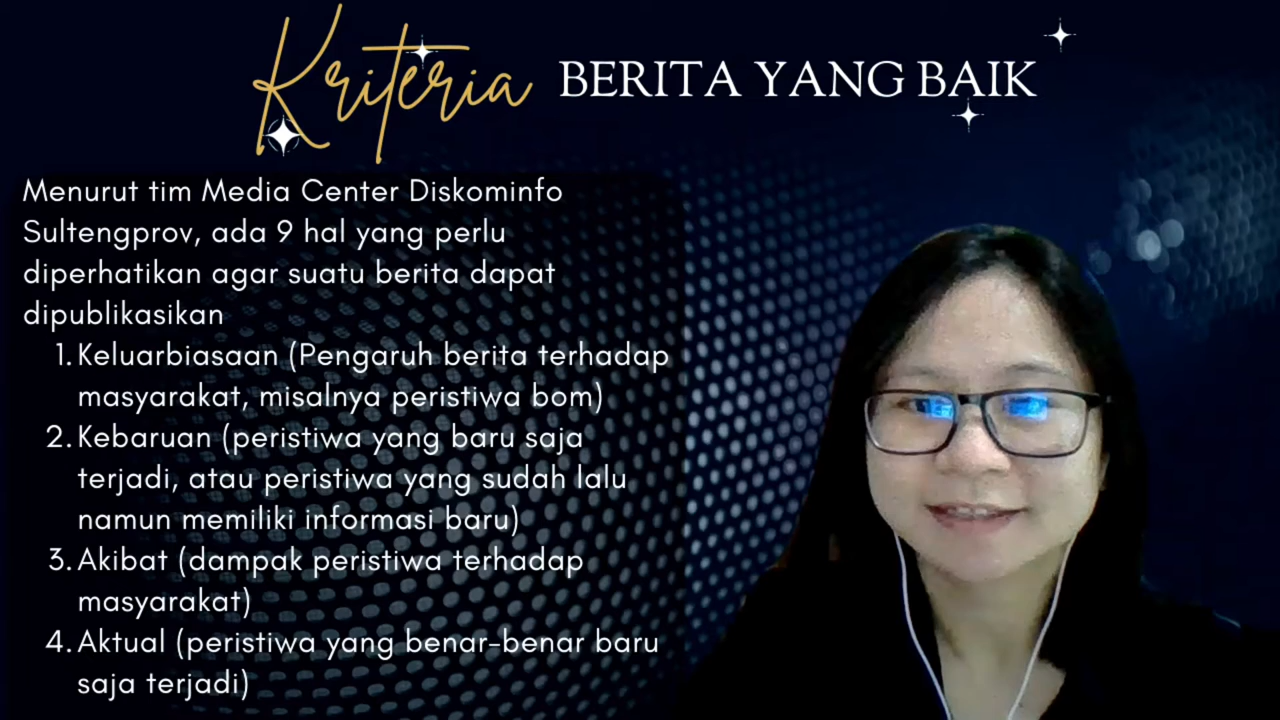 Kriteria BERITA YANG BAIK
Menurut tim Media Center Diskominfo
Sultengprov, ada 9 hal yang perlu
diperhatikan agar suatu berita dapat
dipublikasikan
1. Keluarbiasaan (Pengaruh berita terhadap
masyarakat, misalnya peristiwa bom)
2. Kebaruan (peristiwa yang baru saja
terjadi, atau peristiwa yang sudah lalu
namun memiliki informasi baru)
3. Akibat (dampak peristiwa terhadap
masyarakat)
4. Aktual (peristiwa yang benar-benar baru
saja terjadi)